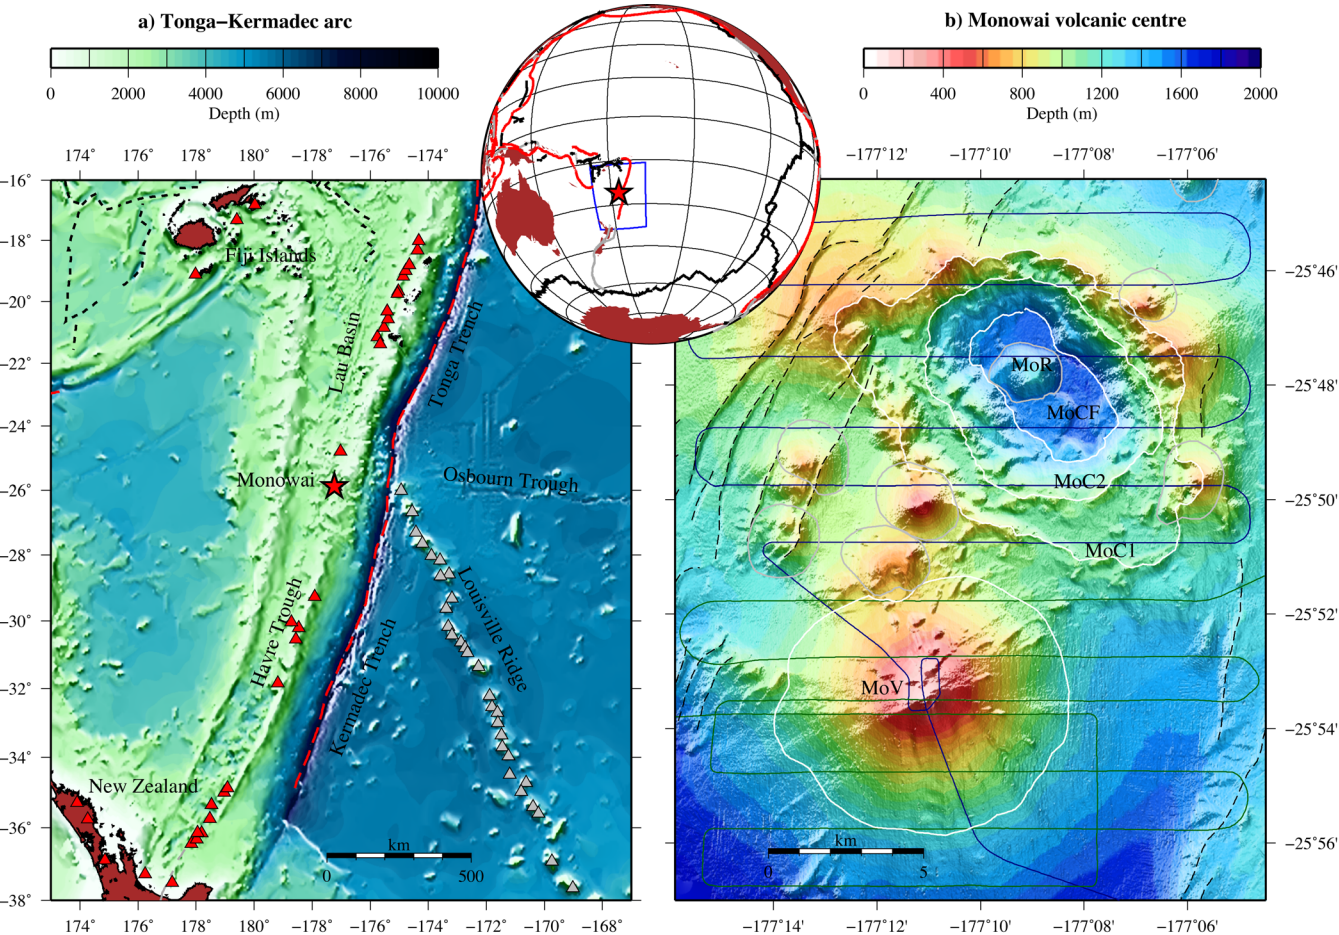 a) Tonga−Kermadec arc
0 2000 4000 6000 8000 10000
Depth (m)
174° 176° 178° 180° −178° −176° −174°
−16°
−18°
−20°
−22°
−24°
−26°
−28°
−30°
−32°
−34°
−36°
−38°
Fiji Islands
Lau Basin
Tonga Trench
Monowai
Osbourn Trough
Louisville Ridge
Havre Trough
Kermadec Trench
New Zealand
km
0 500
174° 176° 178° 180° −178° −176° −174° −172° −170° −168°
b) Monowai volcanic centre
0 400 800 1200 1600 2000
Depth (m)
−177°12' −177°10' −177°08' −177°06'
−25°46'
−25°48'
−25°50'
−25°52'
−25°54'
−25°56'
MoR
MoCF
MoC2
MoC1
MoV
km
0 5
−177°14' −177°12' −177°10' −177°08' −177°06'